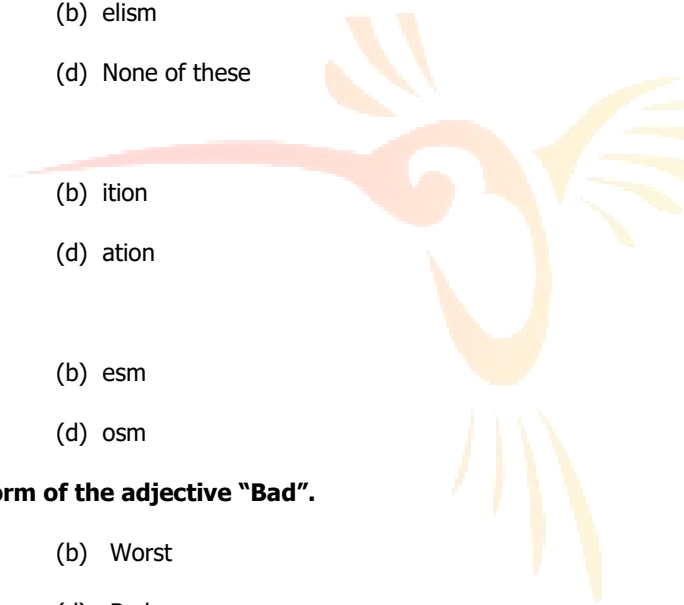 (b) elism
(d) None of these
(b) ition
(d) ation
(b) esm
(d) osm
orm of the adjective “Bad”.
(b) Worst